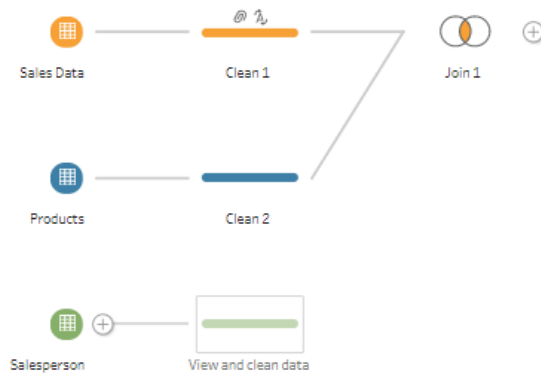 Sales Data
Clean 1
Join 1
Products
Clean 2
Salesperson
View and clean data